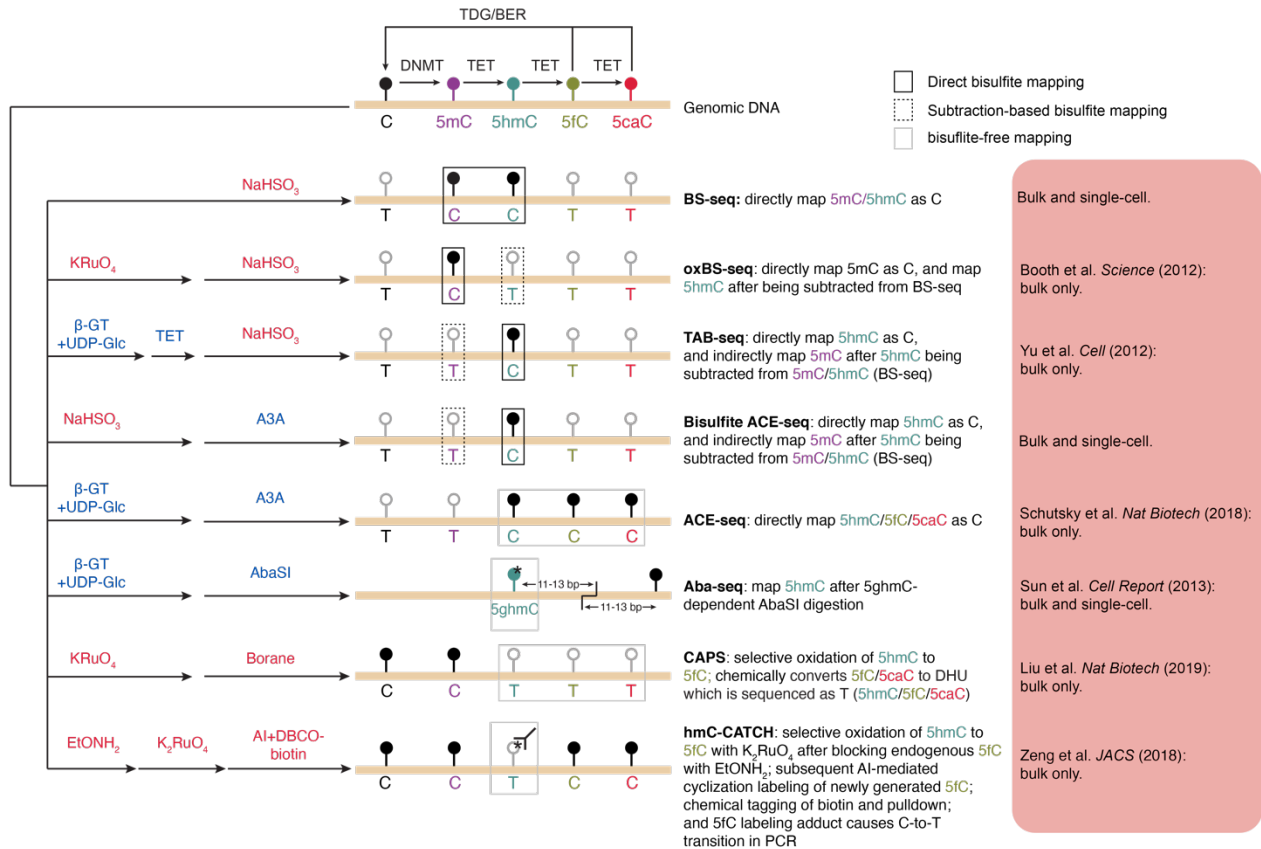 TDG/BER
DNMT TET TET TET
C 5mC 5hmC 5fC 5caC
Genomic DNA
Direct bisulfite mapping
Subtraction-based bisulfite mapping
bisuflite-free mapping
NaHSO3
T C C T T
BS-seq: directly map 5mC/5hmC as C
Bulk and single-cell.
KRuO4 NaHSO3
T C T T T
oxBS-seq: directly map 5mC as C, and map
5hmC after being subtracted from BS-seq
Booth et al. Science (2012):
bulk only.
β-GT
+UDP-Glc TET NaHSO3
T T C T T
TAB-seq: directly map 5hmC as C,
and indirectly map 5mC after 5hmC being
subtracted from 5mC/5hmC (BS-seq)
Yu et al. Cell (2012):
bulk only.
NaHSO3 A3A
T T C T T
Bisulfite ACE-seq: directly map 5hmC as C,
and indirectly map 5mC after 5hmC being
subtracted from 5mC/5hmC (BS-seq)
Bulk and single-cell.
β-GT
+UDP-Glc A3A
T T C C C
ACE-seq: directly map 5hmC/5fC/5caC as C
Schutsky et al. Nat Biotech (2018):
bulk only.
β-GT
+UDP-Glc AbaSI
* 11-13 bp
5ghmC 11-13 bp
Aba-seq: map 5hmC after 5ghmC-
dependent AbaSI digestion
Sun et al. Cell Report (2013):
bulk and single-cell.
KRuO4 Borane
C C T T T
CAPS: selective oxidation of 5hmC to
5fC; chemically converts 5fC/5caC to DHU
which is sequenced as T (5hmC/5fC/5caC)
Liu et al. Nat Biotech (2019):
bulk only.
EtONH2 K2RuO4 AI+DBCO-
biotin
*
C C T C C
hmC-CATCH: selective oxidation of 5hmC to
5fC with K2RuO4 after blocking endogenous 5fC
with EtONH2; subsequent AI-mediated
cyclization labeling of newly generated 5fC;
chemical tagging of biotin and pulldown;
and 5fC labeling adduct causes C-to-T
transition in PCR
Zeng et al. JACS (2018):
bulk only.